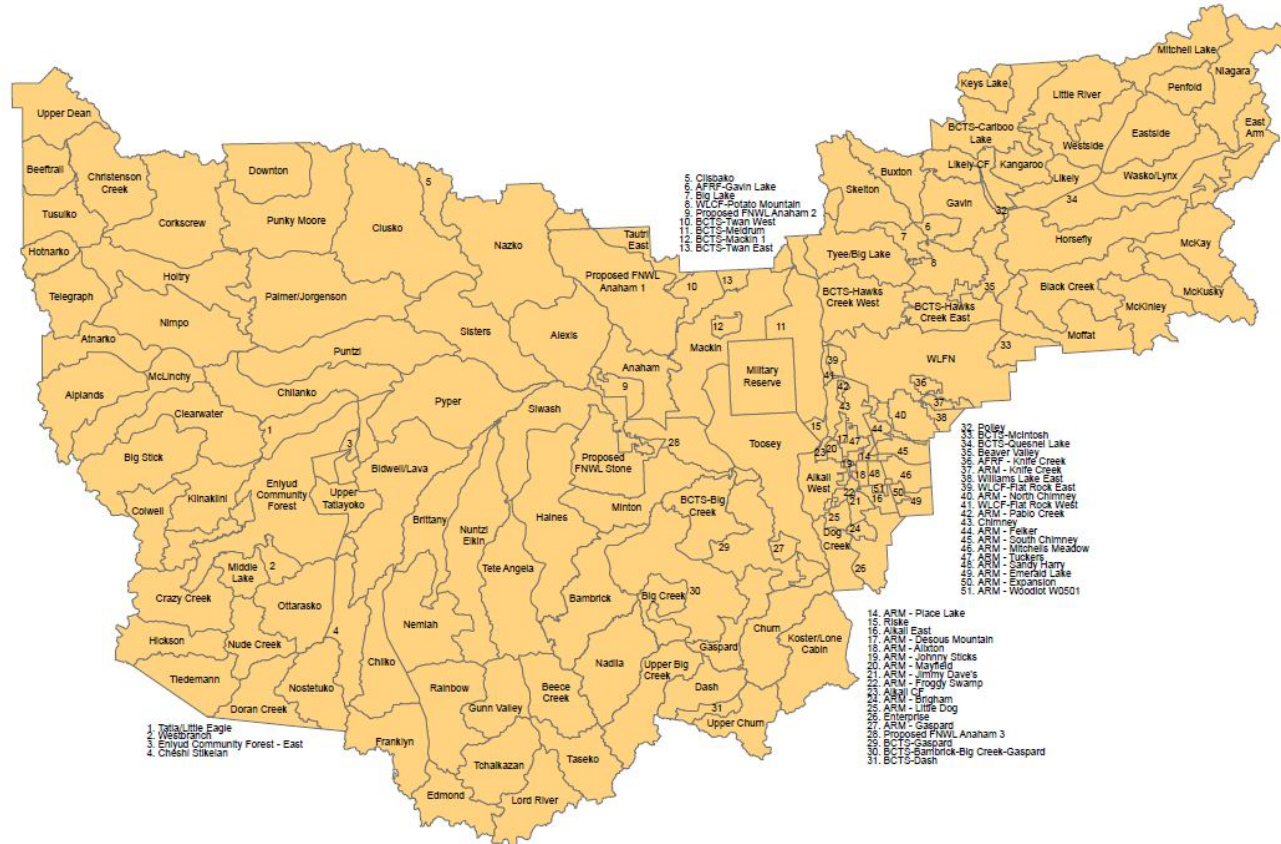 Mitchell Lake
Niagara
Keys Lake
Little River
Penfold
Upper Dean
East
Arm
BCTS-Cariboo
Lake
Eastside
Westside
Beeftrail
Christenson
Creek
Downton
5
Buxton
Likely CF
Kangaroo
Likely
Wasko/Lynx
Skelton
Gavin
34
32
Tusulko
Corkscrew
Punky Moore
Clusko
5. Clisbako
6. AFRF-Gavin Lake
7. Big Lake
8. WLCF-Potato Mountain
9. Proposed FNWL Anaham 2
10. BCTS-Twan West
11. BCTS-Meldrum
12. BCTS-Mackin 1
13. BCTS-Twan East
6
7
8
Horsefly
McKay
Hotnarko
Nazko
Tautri
East
Tyee/Big Lake
Holtry
Proposed FNWL
Anaham 1
10
13
BCTS-Hawks
Creek West
35
Black Creek
McKusky
Telegraph
Palmer/Jorgenson
BCTS-Hawks
Creek East
McKinley
Nimpo
Sisters
Alexis
12
11
Moffat
Atnarko
Mackin
33
Puntzi
WLFN
McLinchy
Anaham
Military
Reserve
39
41
Alplands
Chilanko
9
42
36
37
Clearwater
Pyper
Siwash
43
40
38
1
3
28
Toosey
15
44
Big Stick
Bidwell/Lava
Proposed
FNWL Stone
17
47
23
20
14
45
32. Polley
33. BCTS-McIntosh
34. BCTS-Quesnel Lake
35. Beaver Valley
36. AFRF - Knife Creek
37. ARM - Knife Creek
38. Williams Lake East
39. WLCF-Flat Rock East
40. ARM - North Chimney
41. WLCF-Flat Rock West
42. ARM - Pablo Creek
43. Chimney
44. ARM - Felker
45. ARM - South Chimney
46. ARM - Mitchells Meadow
47. ARM - Tuckers
48. ARM - Sandy Harry
49. ARM - Emerald Lake
50. ARM - Expansion
51. ARM - Woodlot W0501
Klinaklini
Eniyud
Community
Forest
Upper
Tatlayoko
Alkali
West
19
18
48
46
Colwell
Brittany
Haines
Minton
BCTS-Big
Creek
22
51
50
49
21
16
Nuntzi
Elkin
25
24
Dog
Creek
29
27
Middle
Lake
2
Tete Angela
26
Crazy Creek
Ottarasko
Bambrick
Big Creek
30
14. ARM - Place Lake
15. Riske
16. Alkali East
17. ARM - Desous Mountain
18. ARM - Alixton
19. ARM - Johnny Sticks
20. ARM - Mayfield
21. ARM - Jimmy Dave's
22. ARM - Froggy Swamp
23. Alkali CF
24. ARM - Brigham
25. ARM - Little Dog
26. Enterprise
27. ARM - Gaspard
28. Proposed FNWL Anaham 3
29. BCTS-Gaspard
30. BCTS-Bambrick-Big Creek-Gaspard
31. BCTS-Dash
Nemiah
4
Churn
Koster/Lone
Cabin
Hickson
Nude Creek
Gaspard
Chilko
Nadila
Upper Big
Creek
Tiedemann
Nostetuko
Rainbow
Beece
Creek
Dash
Doran Creek
Gunn Valley
31
Upper Churn
1. Tatla/Little Eagle
2. Westbranch
3. Eniyud Community Forest - East
4. Cheshi Stikelan
Franklyn
Taseko
Tchaikazan
Edmond
Lord River